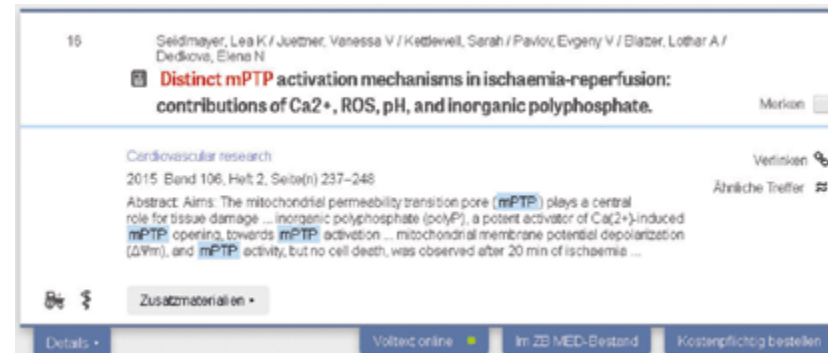 16
Seidlmayer, Lea K / Juettner, Vanessa V / Kettlewell, Sarah / Pavlov, Evgeny V / Blatter, Lothar A /
Dedkova, Elena N
Distinct mPTP activation mechanisms in ischaemia-reperfusion:
contributions of Ca2+, ROS, pH, and inorganic polyphosphate.
Merken
Cardiovascular research
Verlinken
2015 Band 106, Heft 2, Seite(n) 237–248
Ähnliche Treffer
Abstract: Aims: The mitochondrial permeability transition pore (mPTP) plays a central
role for tissue damage ... inorganic polyphosphate (polyP), a potent activator of Ca(2+)-induced
mPTP opening, towards mPTP activation ... mitochondrial membrane potential depolarization
(ΔΨm), and mPTP activity, but no cell death, was observed after 20 min of ischaemia ...
Zusatzmaterialien
Details
Volltext online
Im ZB MED-Bestand
Kostenpflichtig bestellen